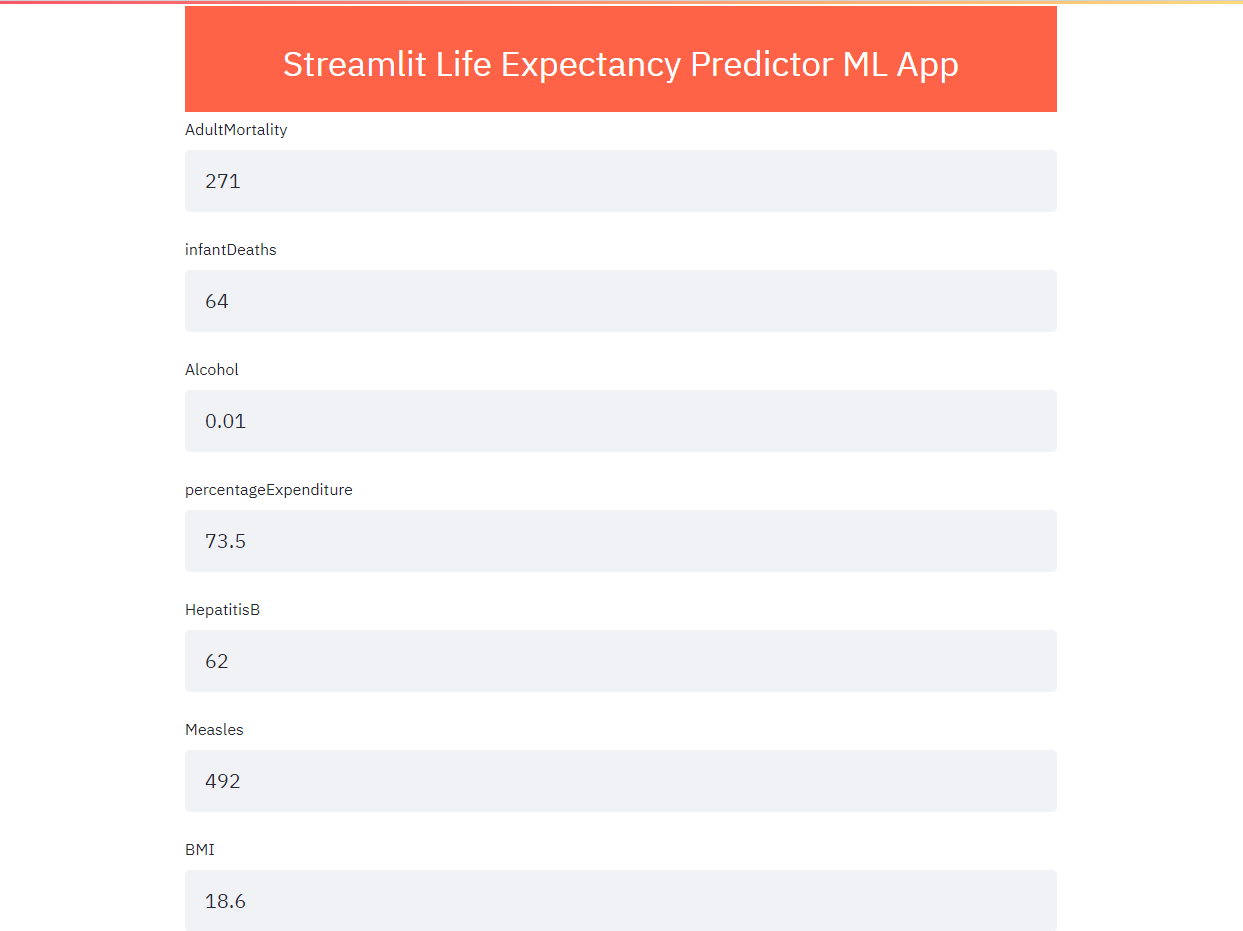 Streamlit Life Expectancy Predictor ML App
AdultMortality
271
infantDeaths
64
Alcohol
0.01
percentageExpenditure
73.5
HepatitisB
62
Measles
492
BMI
18.6